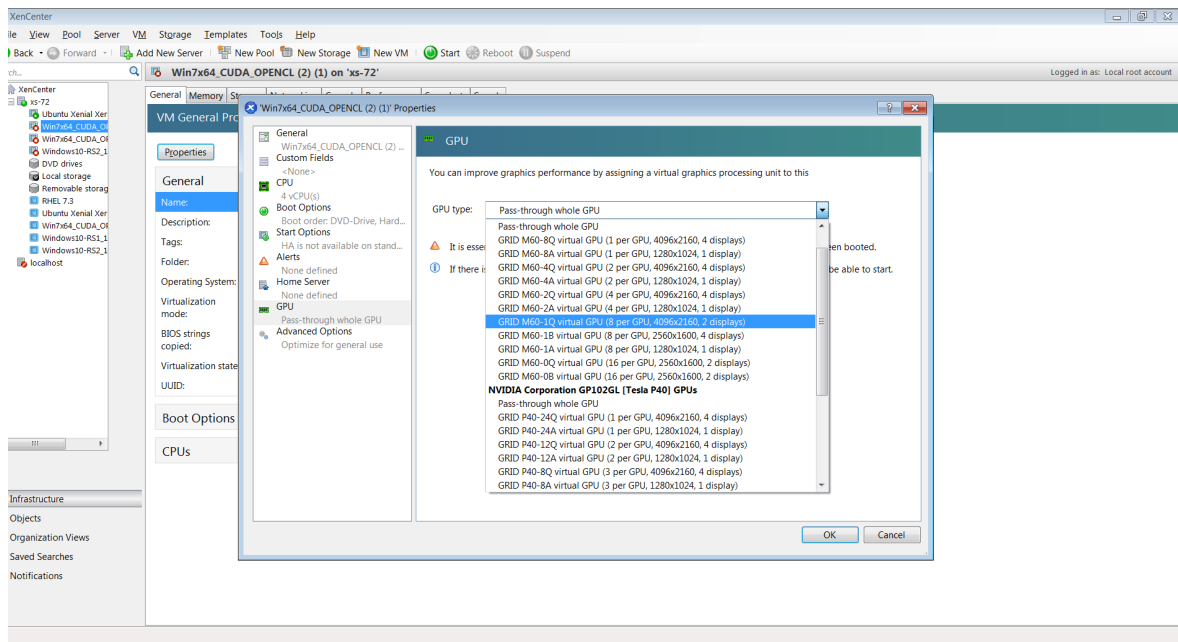 XenCenter
ile View Pool Server VM Storage Templates Tools Help
Back Forward Add New Server New Pool New Storage New VM Start Reboot Suspend
ch...
Win7x64_CUDA_OPENCL (2) (1) on 'xs-72'
Logged in as: Local root account
XenCenter
xs-72
Ubuntu Xenial Xer
Win7x64_CUDA_OP
Win7x64_CUDA_OF
Windows10-RS2_1
DVD drives
Local storage
Removable storag
RHEL 7.3
Ubuntu Xenial Xer
Win7x64_CUDA_OF
Windows10-RS1_1
Windows10-RS2_1
localhost
Infrastructure
Objects
Organization Views
Saved Searches
Notifications
General Memory
VM General Pro
Properties
General
Name:
Description:
Tags:
Folder:
Operating System:
Virtualization
mode:
BIOS strings
copied:
Virtualization state
UUID:
Boot Options
CPUs
'Win7x64_CUDA_OPENCL (2) (1)' Properties
General
Win7x64_CUDA_OPENCL (2) ...
Custom Fields
<None>
CPU
4 vCPU(s)
Boot Options
Boot order: DVD-Drive, Hard...
Start Options
HA is not available on stand...
Alerts
None defined
Home Server
None defined
GPU
Pass-through whole GPU
Advanced Options
Optimize for general use
GPU
You can improve graphics performance by assigning a virtual graphics processing unit to this
GPU type: Pass-through whole GPU
It is esse
en booted.
If there i
be able to start.
Pass-through whole GPU
GRID M60-8Q virtual GPU (1 per GPU, 4096x2160, 4 displays)
GRID M60-8A virtual GPU (1 per GPU, 1280x1024, 1 display)
GRID M60-4Q virtual GPU (2 per GPU, 4096x2160, 4 displays)
GRID M60-4A virtual GPU (2 per GPU, 1280x1024, 1 display)
GRID M60-2Q virtual GPU (4 per GPU, 4096x2160, 4 displays)
GRID M60-2A virtual GPU (4 per GPU, 1280x1024, 1 display)
GRID M60-1Q virtual GPU (8 per GPU, 4096x2160, 2 displays)
GRID M60-1B virtual GPU (8 per GPU, 2560x1600, 4 displays)
GRID M60-1A virtual GPU (8 per GPU, 1280x1024, 1 display)
GRID M60-0Q virtual GPU (16 per GPU, 2560x1600, 2 displays)
GRID M60-0B virtual GPU (16 per GPU, 2560x1600, 2 displays)
NVIDIA Corporation GP102GL [Tesla P40] GPUs
Pass-through whole GPU
GRID P40-24Q virtual GPU (1 per GPU, 4096x2160, 4 displays)
GRID P40-24A virtual GPU (1 per GPU, 1280x1024, 1 display)
GRID P40-12Q virtual GPU (2 per GPU, 4096x2160, 4 displays)
GRID P40-12A virtual GPU (2 per GPU, 1280x1024, 1 display)
GRID P40-8Q virtual GPU (3 per GPU, 4096x2160, 4 displays)
GRID P40-8A virtual GPU (3 per GPU, 1280x1024, 1 display)
OK Cancel